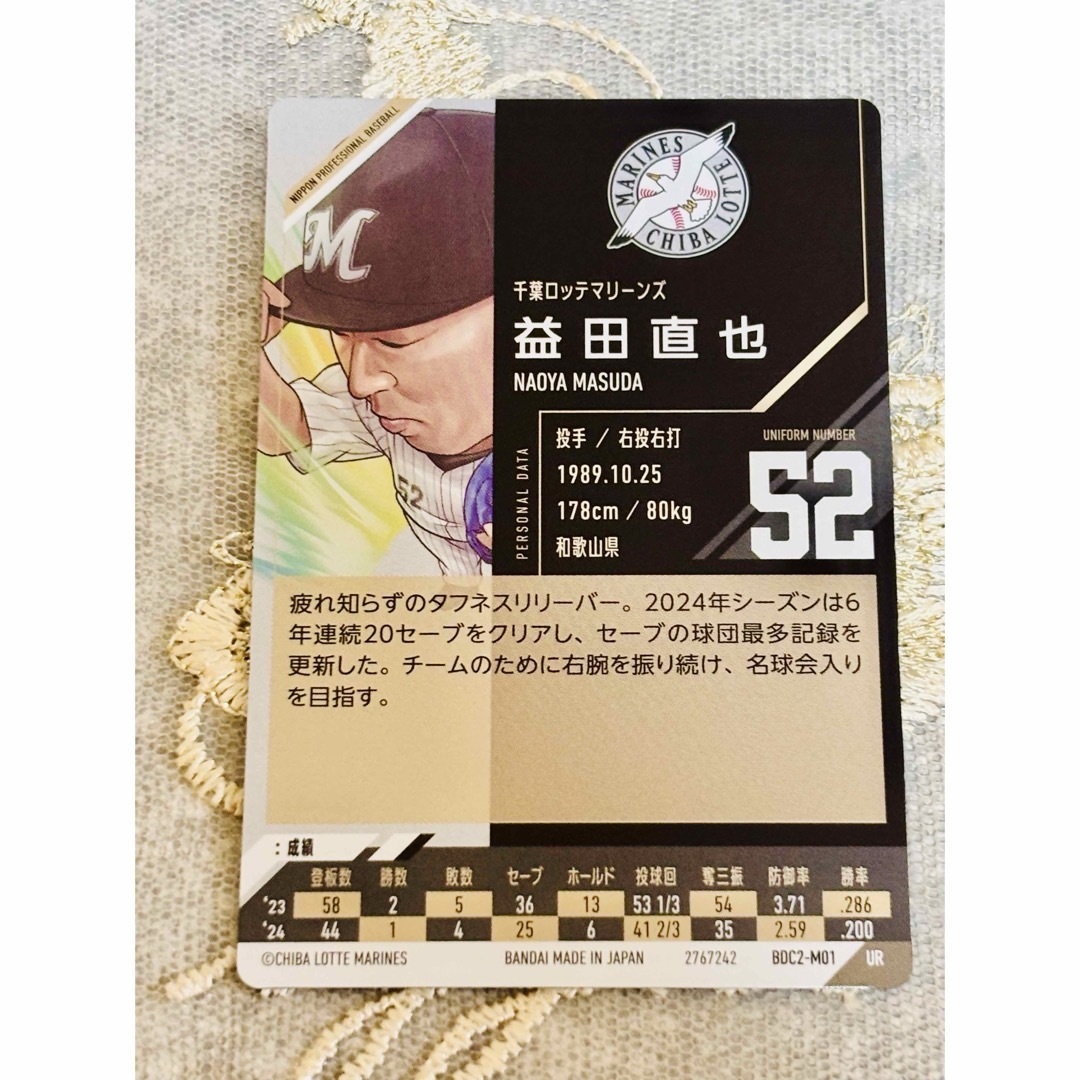 NIPPON PROFESSIONAL BASEBALL
M
MARINES
CHIBA LOTTE
千葉ロッテマリーンズ
益田直也
NAOYA MASUDA
PERSONAL DATA
投手 / 右投右打
1989.10.25
178cm / 80kg
和歌山県
UNIFORM NUMBER
52
52
疲れ知らずのタフネスリリーバー。2024年シーズンは6
年連続20セーブをクリアし、セーブの球団最多記録を
更新した。チームのために右腕を振り続け、名球会入り
を目指す。
:成績
登板数 勝数 敗数 セーブ ホールド 投球回 奪三振 防御率 勝率
'23 58 2 5 36 13 53 1/3 54 3.71 .286
'24 44 1 4 25 6 41 2/3 35 2.59 .200
©CHIBA LOTTE MARINES BANDAI MADE IN JAPAN 2767242 BDC2-M01 UR